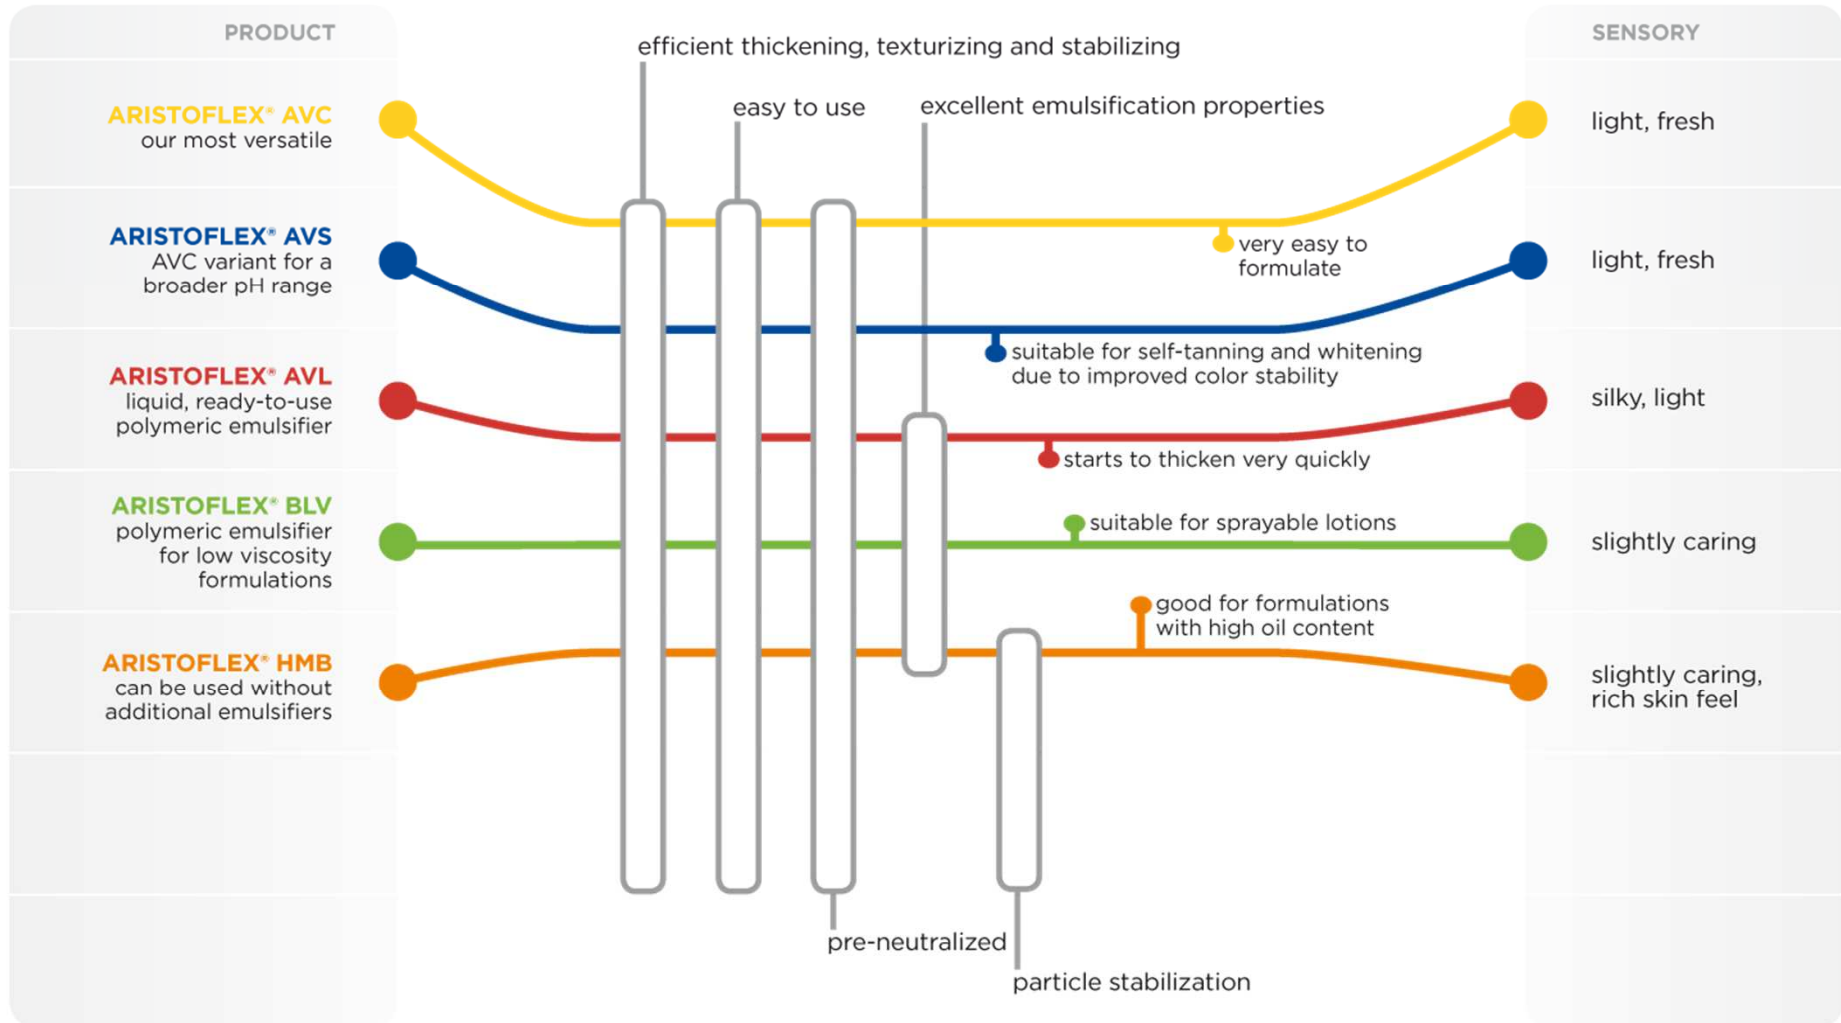 PRODUCT
SENSORY
efficient thickening, texturizing and stabilizing
easy to use
excellent emulsification properties
ARISTOFLEX® AVC
our most versatile
light, fresh
very easy to
formulate
ARISTOFLEX® AVS
AVC variant for a
broader pH range
light, fresh
suitable for self-tanning and whitening
due to improved color stability
ARISTOFLEX® AVL
liquid, ready-to-use
polymeric emulsifier
silky, light
starts to thicken very quickly
ARISTOFLEX® BLV
polymeric emulsifier
for low viscosity
formulations
suitable for sprayable lotions
slightly caring
good for formulations
with high oil content
ARISTOFLEX® HMB
can be used without
additional emulsifiers
slightly caring,
rich skin feel
pre-neutralized
particle stabilization